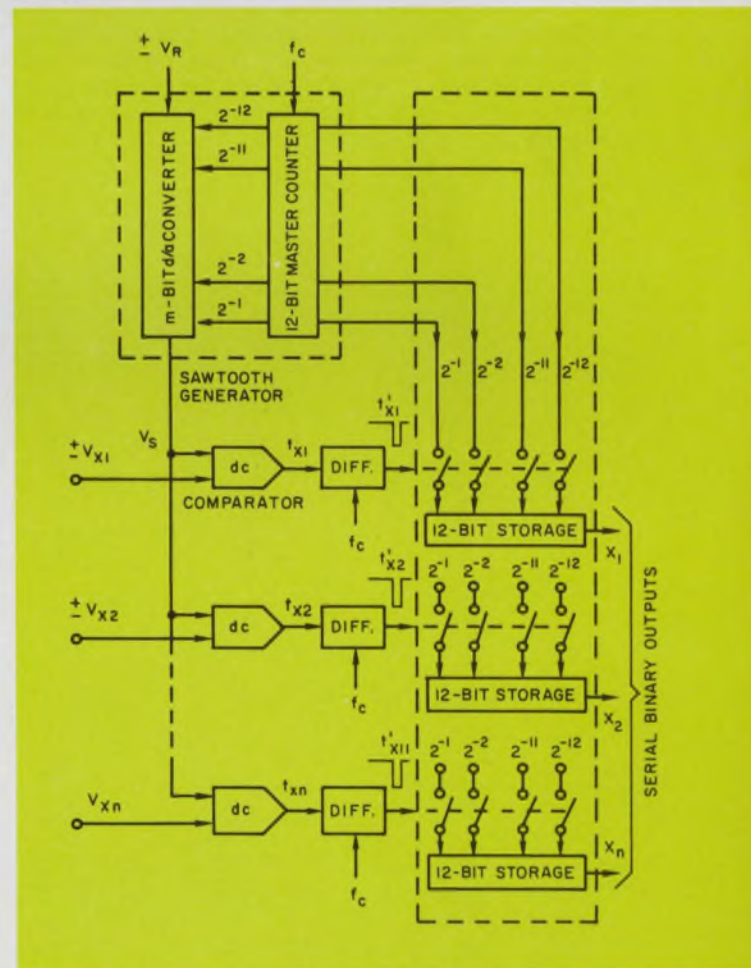 ± V_R
f_c
2^-12
2^-11
2^-2
2^-1
m-BIT d/a CONVERTER
12-BIT MASTER COUNTER
SAWTOOTH
GENERATOR
2^-1 2^-2 2^-11 2^-12
V_S
± V_X1
dc
COMPARATOR
t_X1
DIFF.
f_c
t'_X1
12-BIT STORAGE
X_1
± V_X2
dc
t_X2
DIFF.
f_c
t'_X2
2^-1 2^-2 2^-11 2^-12
12-BIT STORAGE
X_2
V_Xn
dc
t_xn
DIFF.
f_c
t'_X11
2^-1 2^-2 2^-11 2^-12
12-BIT STORAGE
X_n
SERIAL BINARY OUTPUTS